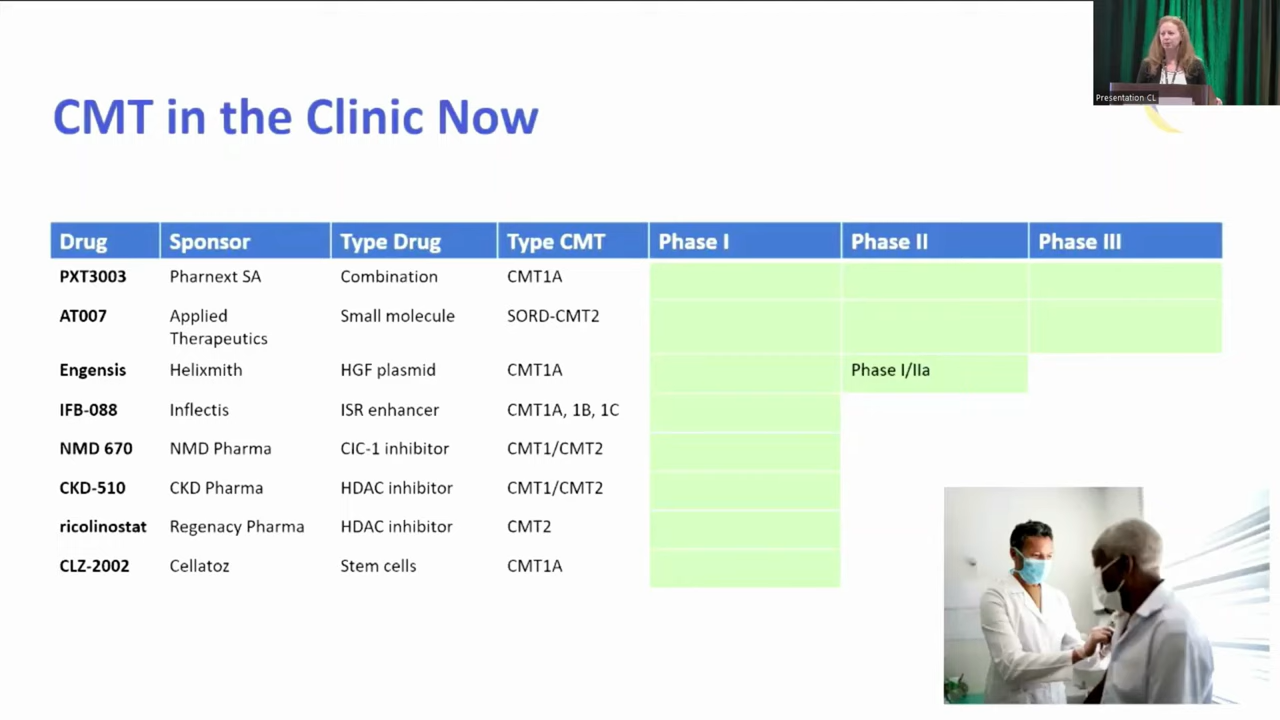 Presentation CL
CMT in the Clinic Now
Drug Sponsor Type Drug Type CMT Phase I Phase II Phase III
PXT3003 Pharnext SA Combination CMT1A
AT007 Applied Therapeutics Small molecule SORD-CMT2
Engensis Helixmith HGF plasmid CMT1A Phase I/IIa
IFB-088 Inflectis ISR enhancer CMT1A, 1B, 1C
NMD 670 NMD Pharma CIC-1 inhibitor CMT1/CMT2
CKD-510 CKD Pharma HDAC inhibitor CMT1/CMT2
ricolinostat Regenacy Pharma HDAC inhibitor CMT2
CLZ-2002 Cellatoz Stem cells CMT1A